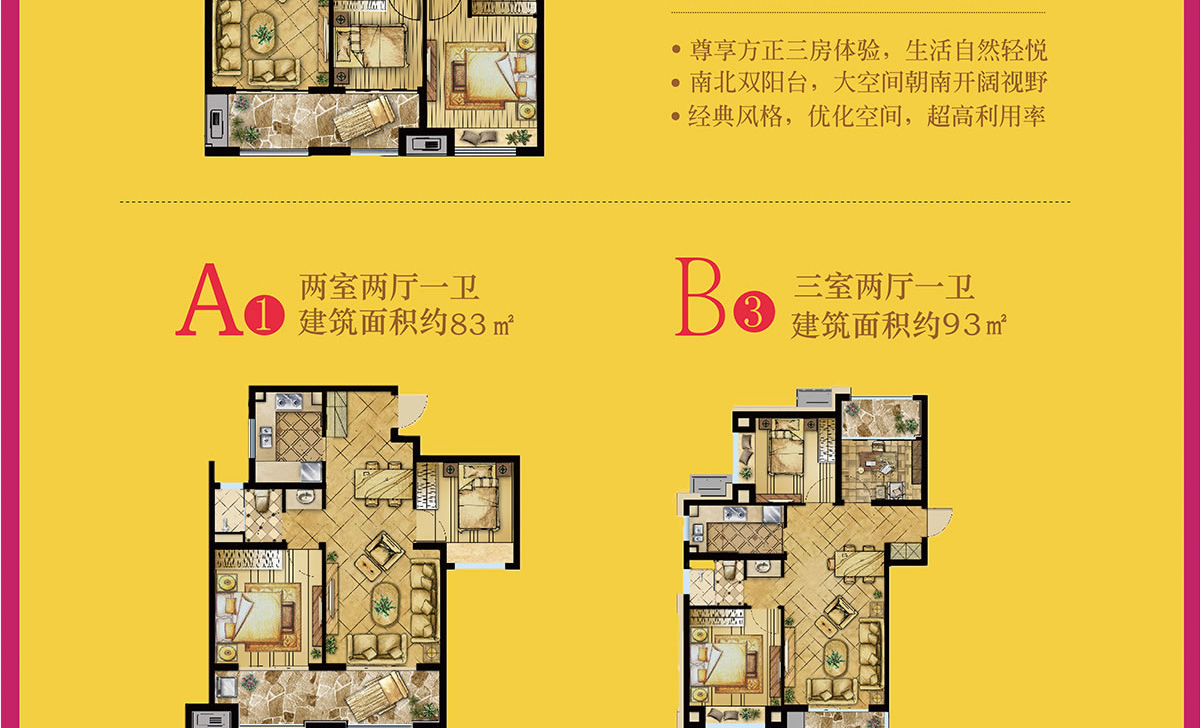 • 尊享方正三房体验，生活自然轻悦
• 南北双阳台，大空间朝南开阔视野
• 经典风格，优化空间，超高利用率
A1
两室两厅一卫
建筑面积约83㎡
B3
三室两厅一卫
建筑面积约93㎡